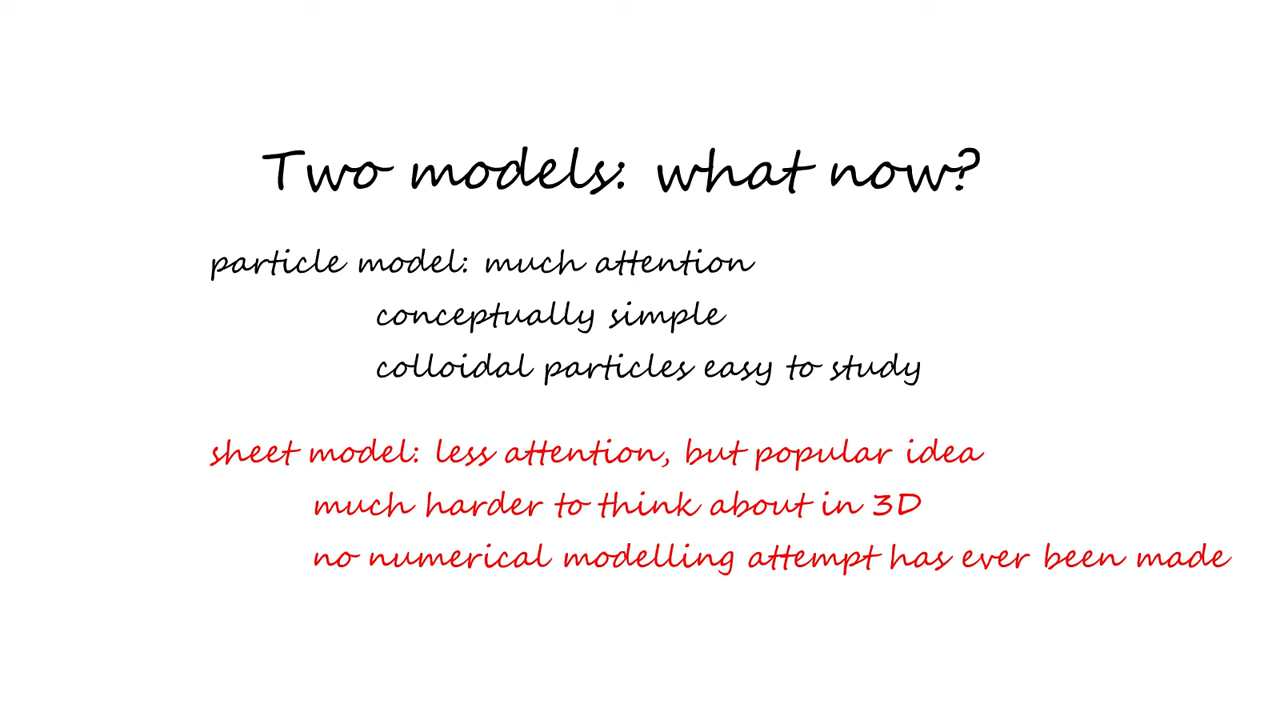 Two models: what now?
particle model: much attention
conceptually simple
colloidal particles easy to study
sheet model: less attention, but popular idea
much harder to think about in 3D
no numerical modelling attempt has ever been made